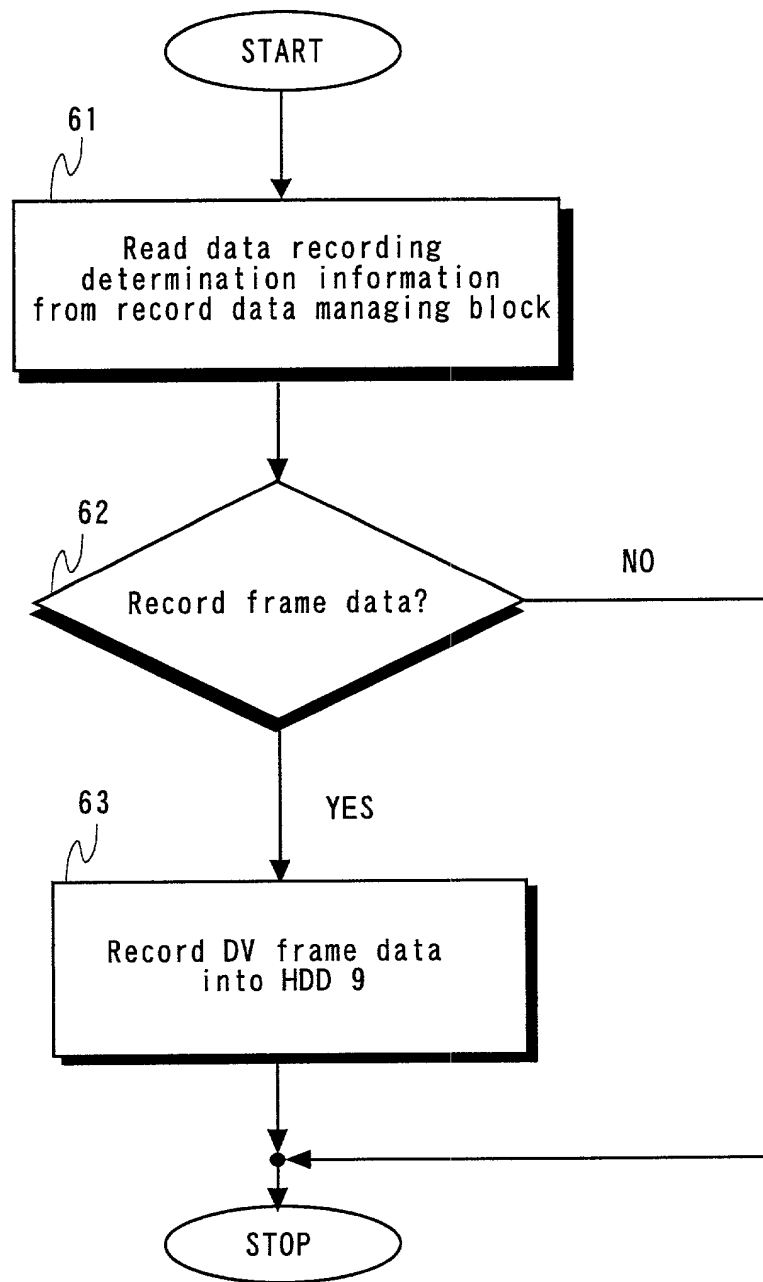 START
61
Read data recording
determination information
from record data managing block
62
NO
Record frame data?
YES
63
Record DV frame data
into HDD 9
STOP